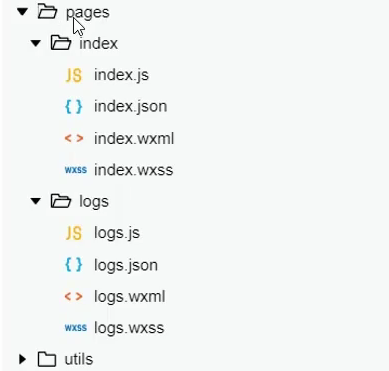 pages
index
JS index.js
{ } index.json
< > index.wxml
wxss index.wxss
logs
JS logs.js
{ } logs.json
< > logs.wxml
wxss logs.wxss
utils